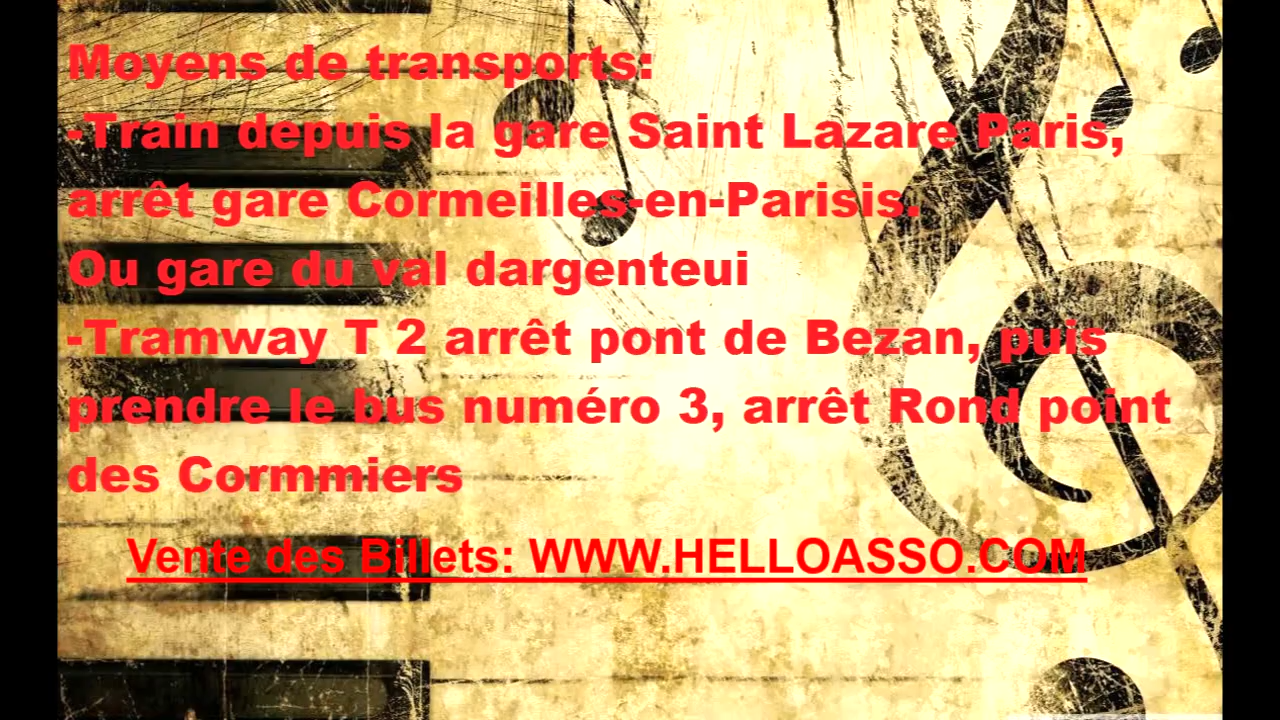 Moyens de transports:
-Train depuis la gare Saint Lazare Paris,
arrêt gare Cormeilles-en-Parisis.
Ou gare du val dargenteui
-Tramway T 2 arrêt pont de Bezan, puis
prendre le bus numéro 3, arrêt Rond point
des Cormmiers
Vente des Billets: WWW.HELLOASSO.COM